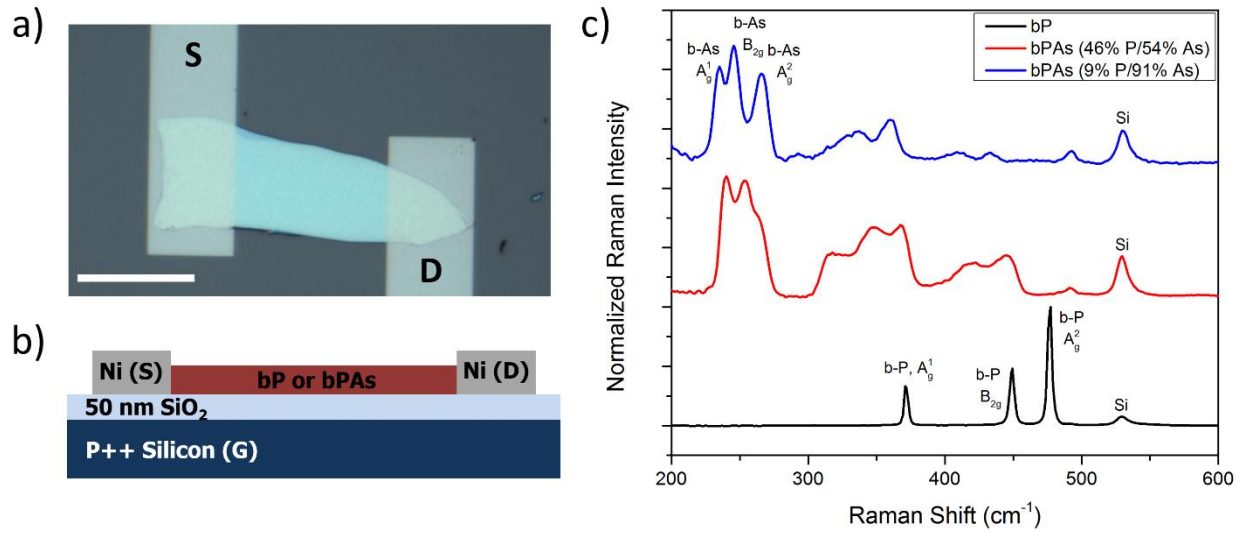 a)
S
D
b)
Ni (S)
Ni (D)
bP or bPAs
50 nm SiO₂
P++ Silicon (G)
c)
bP
bPAs (46% P/54% As)
bPAs (9% P/91% As)
b-As
b-As
B₂g
b-As
A¹g
A²g
Si
Si
b-P
A²g
b-P, A¹g
b-P
B₂g
Si
Normalized Raman Intensity
200
300
400
500
600
Raman Shift (cm⁻¹)